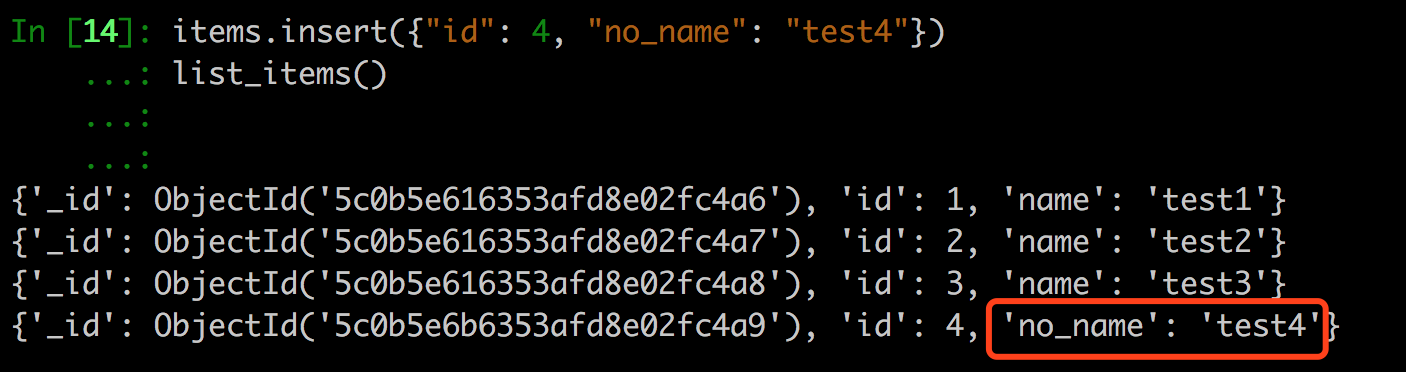 In [14]: items.insert({"id": 4, "no_name": "test4"})
...: list_items()
...:
...:
{'_id': ObjectId('5c0b5e616353afd8e02fc4a6'), 'id': 1, 'name': 'test1'}
{'_id': ObjectId('5c0b5e616353afd8e02fc4a7'), 'id': 2, 'name': 'test2'}
{'_id': ObjectId('5c0b5e616353afd8e02fc4a8'), 'id': 3, 'name': 'test3'}
{'_id': ObjectId('5c0b5e6b6353afd8e02fc4a9'), 'id': 4, 'no_name': 'test4'}